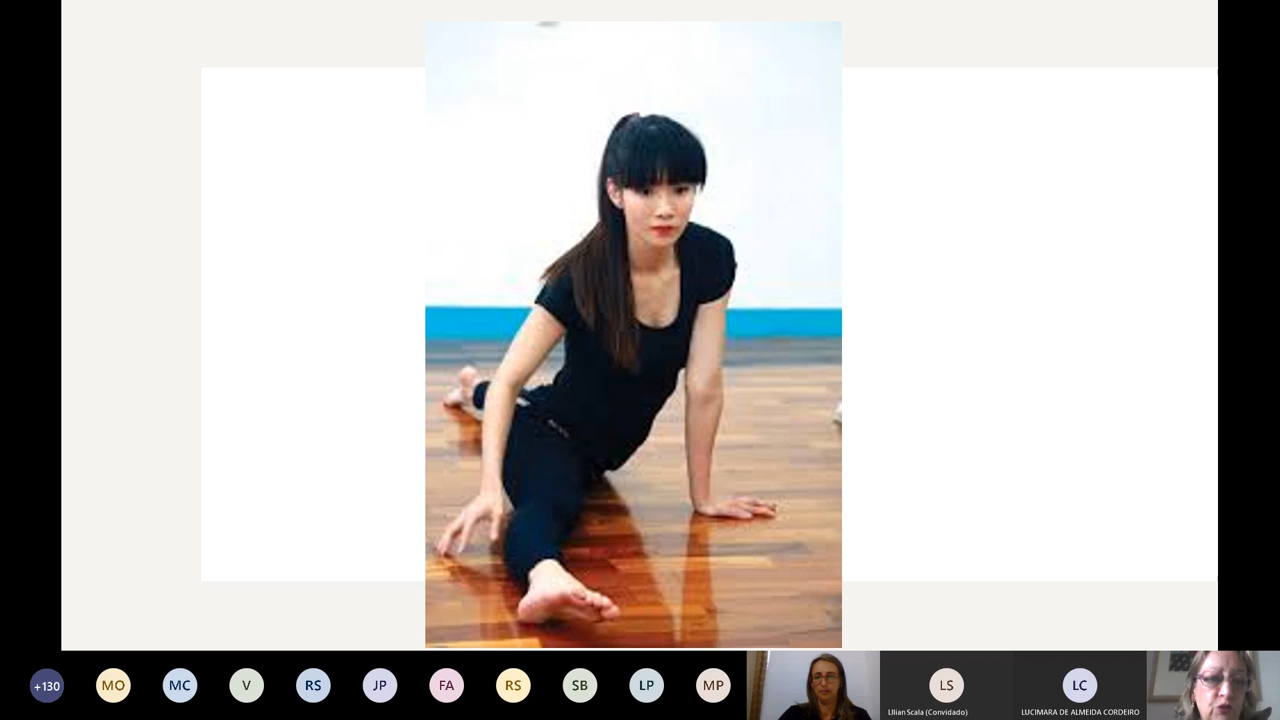 +130
MO
MC
V
RS
JP
FA
RS
SB
LP
MP
LS
LC
LIlian Scala (Convidado)
LUCIMARA DE ALMEIDA CORDEIRO